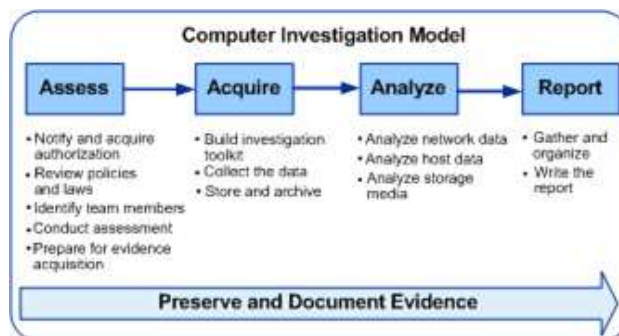 Computer Investigation Model
Assess
Acquire
Analyze
Report
• Notify and acquire
authorization
• Review policies
and laws
• Identify team members
• Conduct assessment
• Prepare for evidence
acquisition
• Build investigation
toolkit
• Collect the data
• Store and archive
• Analyze network data
• Analyze host data
• Analyze storage
media
• Gather and
organize
• Write the
report
Preserve and Document Evidence